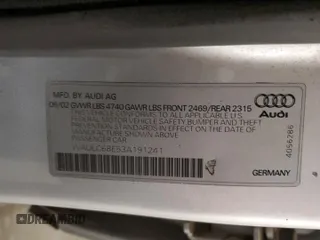 MFD. BY AUDI AG
06/02 GVWR LBS 4740 GAWR LBS FRONT 2469/REAR 2315
THIS VEHICLE CONFORMS TO ALL APPLICABLE
FEDERAL MOTOR VEHICLE SAFETY, BUMPER AND THEFT
PREVENTION STANDARDS IN EFFECT ON THE DATE OF
MANUFACTURE SHOWN ABOVE
PASSENGER CAR
Audi
4056286
GERMANY